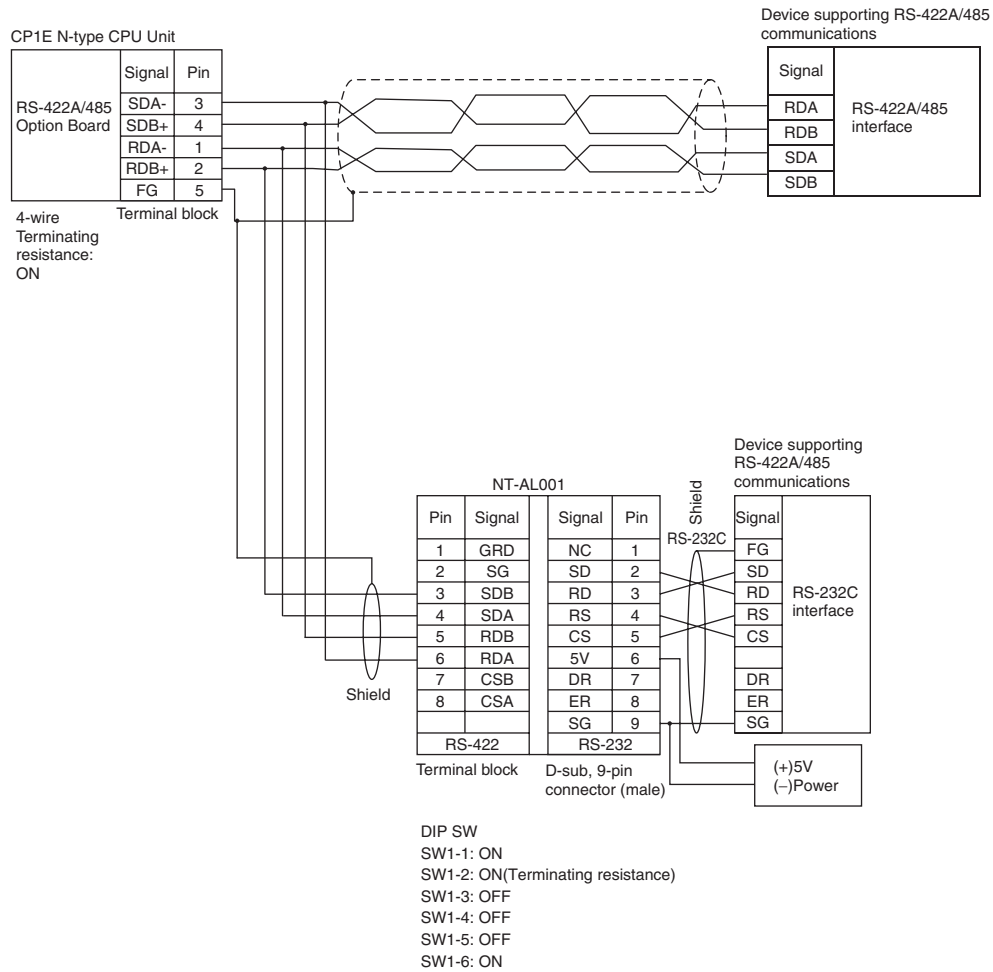 CP1E N-type CPU Unit
RS-422A/485
Option Board
Signal Pin
SDA- 3
SDB+ 4
RDA- 1
RDB+ 2
FG 5
Terminal block
4-wire
Terminating
resistance:
ON
Device supporting RS-422A/485
communications
Signal
RDA
RDB
SDA
SDB
RS-422A/485
interface
NT-AL001
Pin Signal Signal Pin
1 GRD NC 1
2 SG SD 2
3 SDB RD 3
4 SDA RS 4
5 RDB CS 5
6 RDA 5V 6
7 CSB DR 7
8 CSA ER 8
SG 9
RS-422 RS-232
Terminal block
D-sub, 9-pin
connector (male)
Shield
Shield
RS-232C
Device supporting
RS-422A/485
communications
Signal
FG
SD
RD
RS
CS
DR
ER
SG
RS-232C
interface
(+)5V
(−)Power
DIP SW
SW1-1: ON
SW1-2: ON(Terminating resistance)
SW1-3: OFF
SW1-4: OFF
SW1-5: OFF
SW1-6: ON